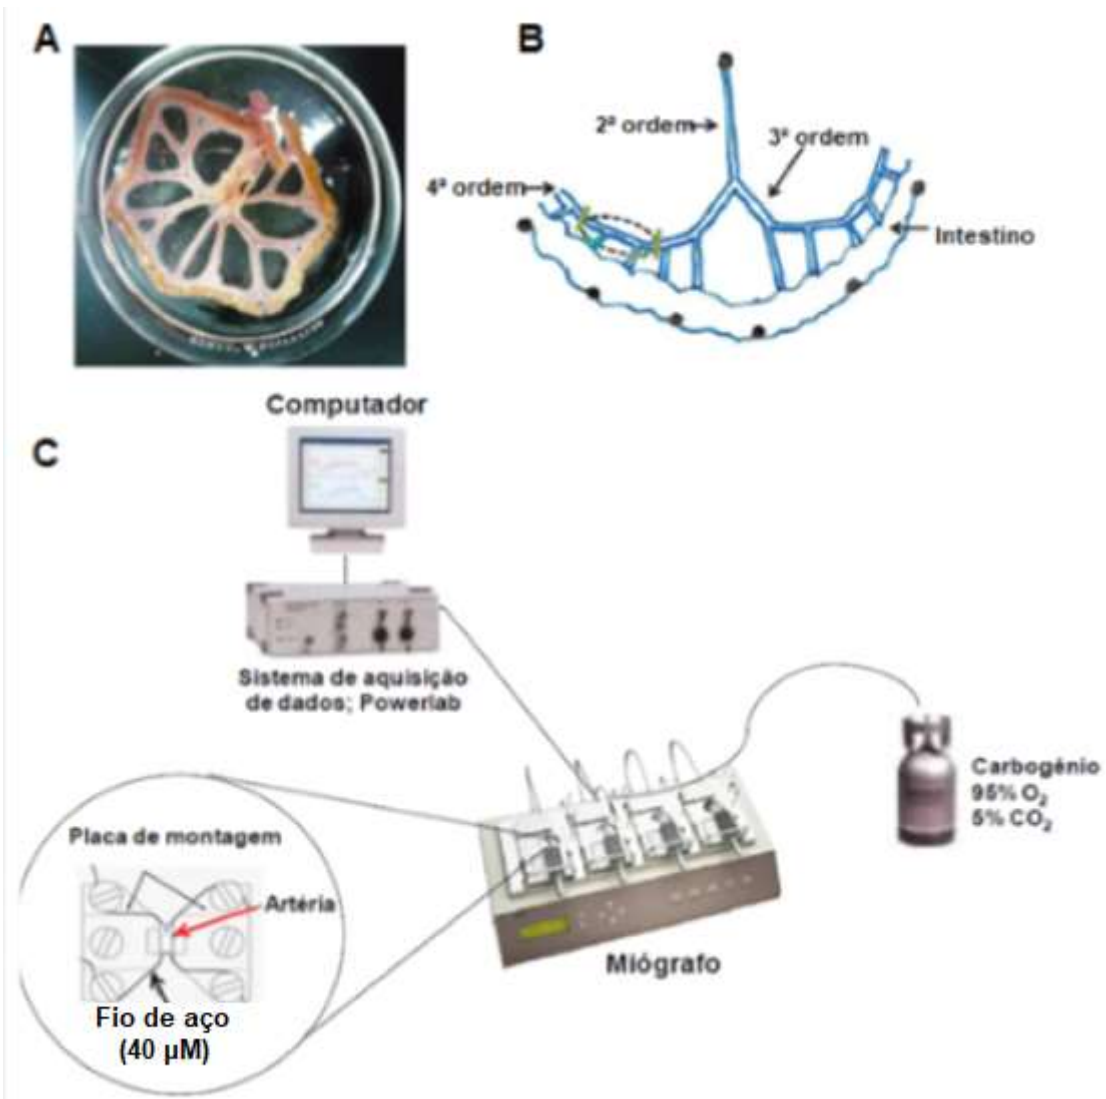 A
B
2ª ordem
3ª ordem
4ª ordem
Intestino
Computador
C
Sistema de aquisição
de dados; Powerlab
Carbogênio
95% O₂
5% CO₂
Placa de montagem
Artéria
Miógrafo
Fio de aço
(40 µM)